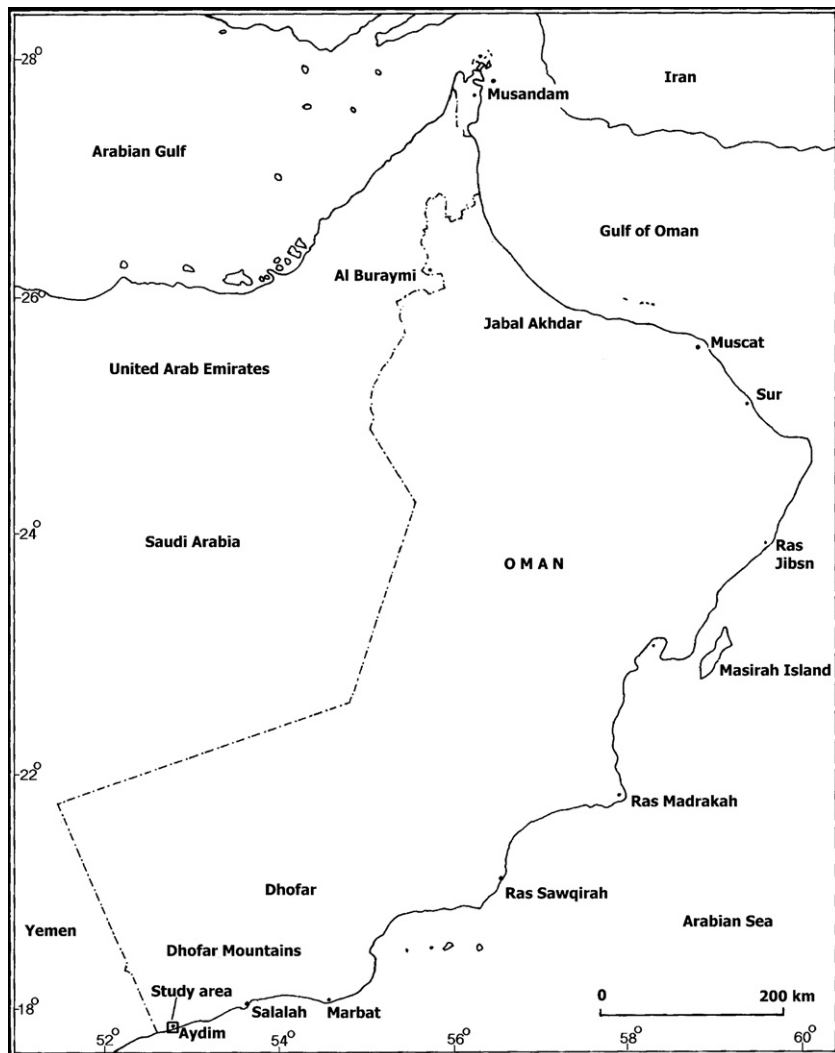 28°
Iran
Musandam
Arabian Gulf
Gulf of Oman
Al Buraymi
26°
Jabal Akhdar
Muscat
United Arab Emirates
Sur
24°
Saudi Arabia
OMAN
Ras
Jibsn
Masirah Island
22°
Ras Madrakah
Dhofar
Ras Sawqirah
Arabian Sea
Yemen
Dhofar Mountains
Study area
0 200 km
18°
Aydim
Salalah
Marbat
52° 54° 56° 58° 60°